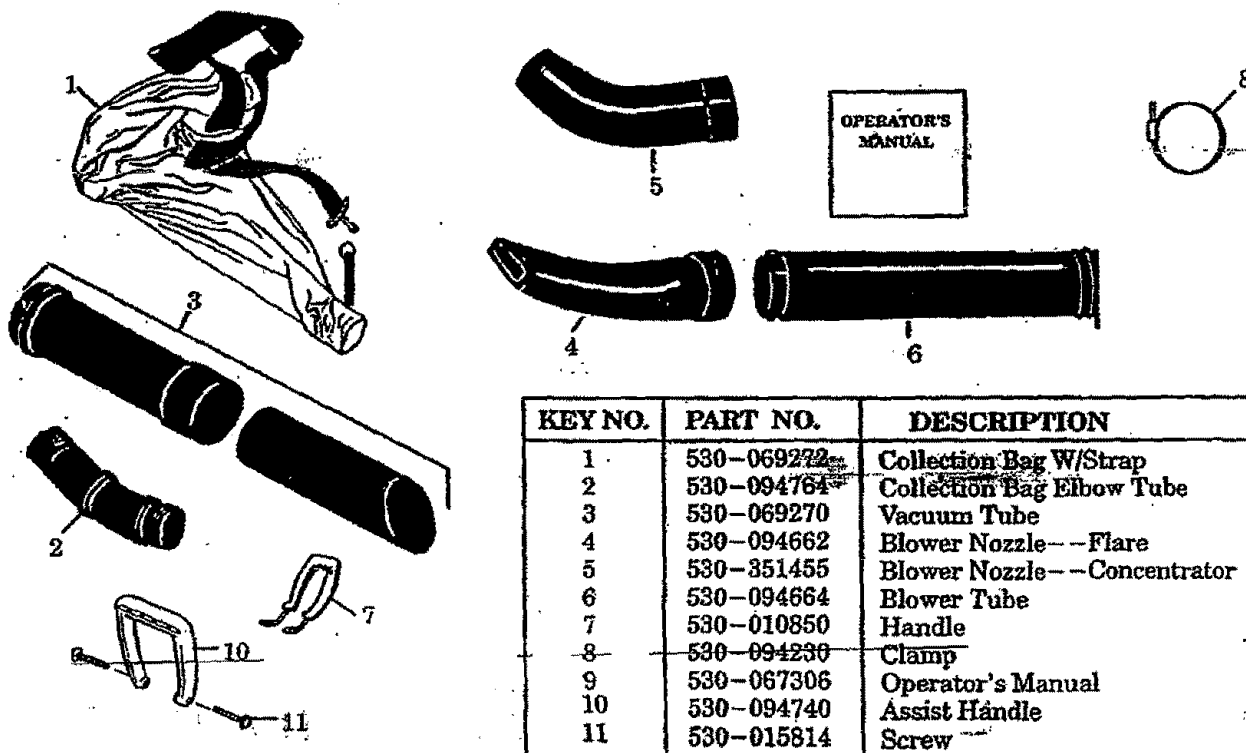 1
5
OPERATOR'S
MANUAL
8
3
4
6
2
7
10
11
KEY NO. PART NO. DESCRIPTION
1 530-069272 Collection Bag W/Strap
2 530-094764 Collection Bag Elbow Tube
3 530-069270 Vacuum Tube
4 530-094662 Blower Nozzle--Flare
5 530-351455 Blower Nozzle--Concentrator
6 530-094664 Blower Tube
7 530-010850 Handle
8 530-094230 Clamp
9 530-067306 Operator's Manual
10 530-094740 Assist Handle
11 530-015814 Screw